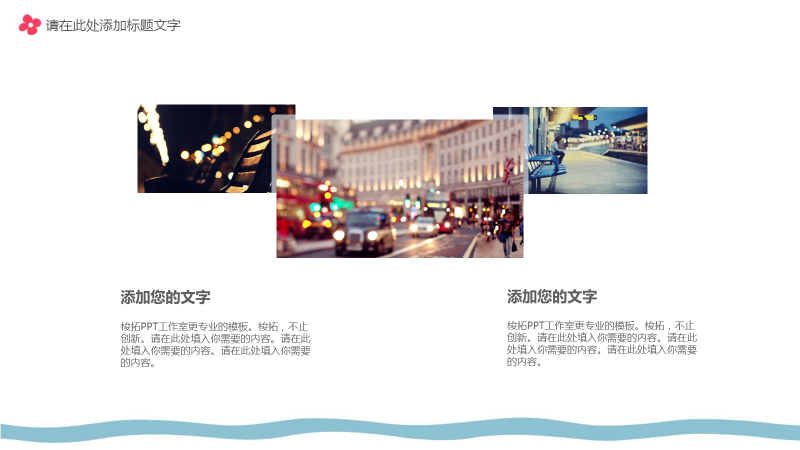 请在此处添加标题文字
添加您的文字
梭拓PPT工作室更专业的模板。梭拓，不止
创新。请在此处填入你需要的内容。请在此
处填入你需要的内容。请在此处填入你需要
的内容。
添加您的文字
梭拓PPT工作室更专业的模板。梭拓，不止
创新。请在此处填入你需要的内容。请在此
处填入你需要的内容。请在此处填入你需要
的内容。